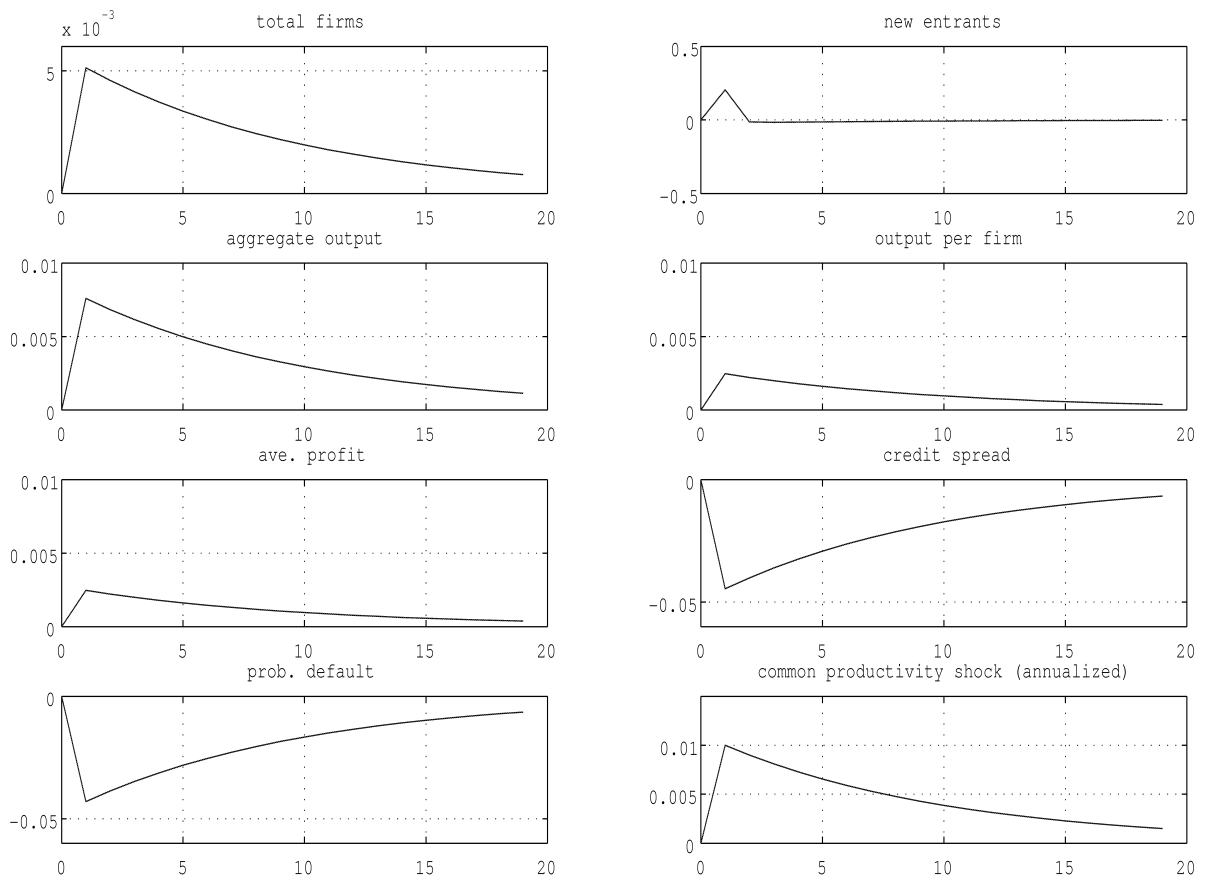 total firms
x 10-3
5
0
0 5 10 15 20
new entrants
0.5
0
-0.5
0 5 10 15 20
aggregate output
0.01
0.005
0
0 5 10 15 20
output per firm
0.01
0.005
0
0 5 10 15 20
ave. profit
0.01
0.005
0
0 5 10 15 20
credit spread
0
-0.05
0 5 10 15 20
prob. default
0
-0.05
0 5 10 15 20
common productivity shock (annualized)
0.01
0.005
0
0 5 10 15 20